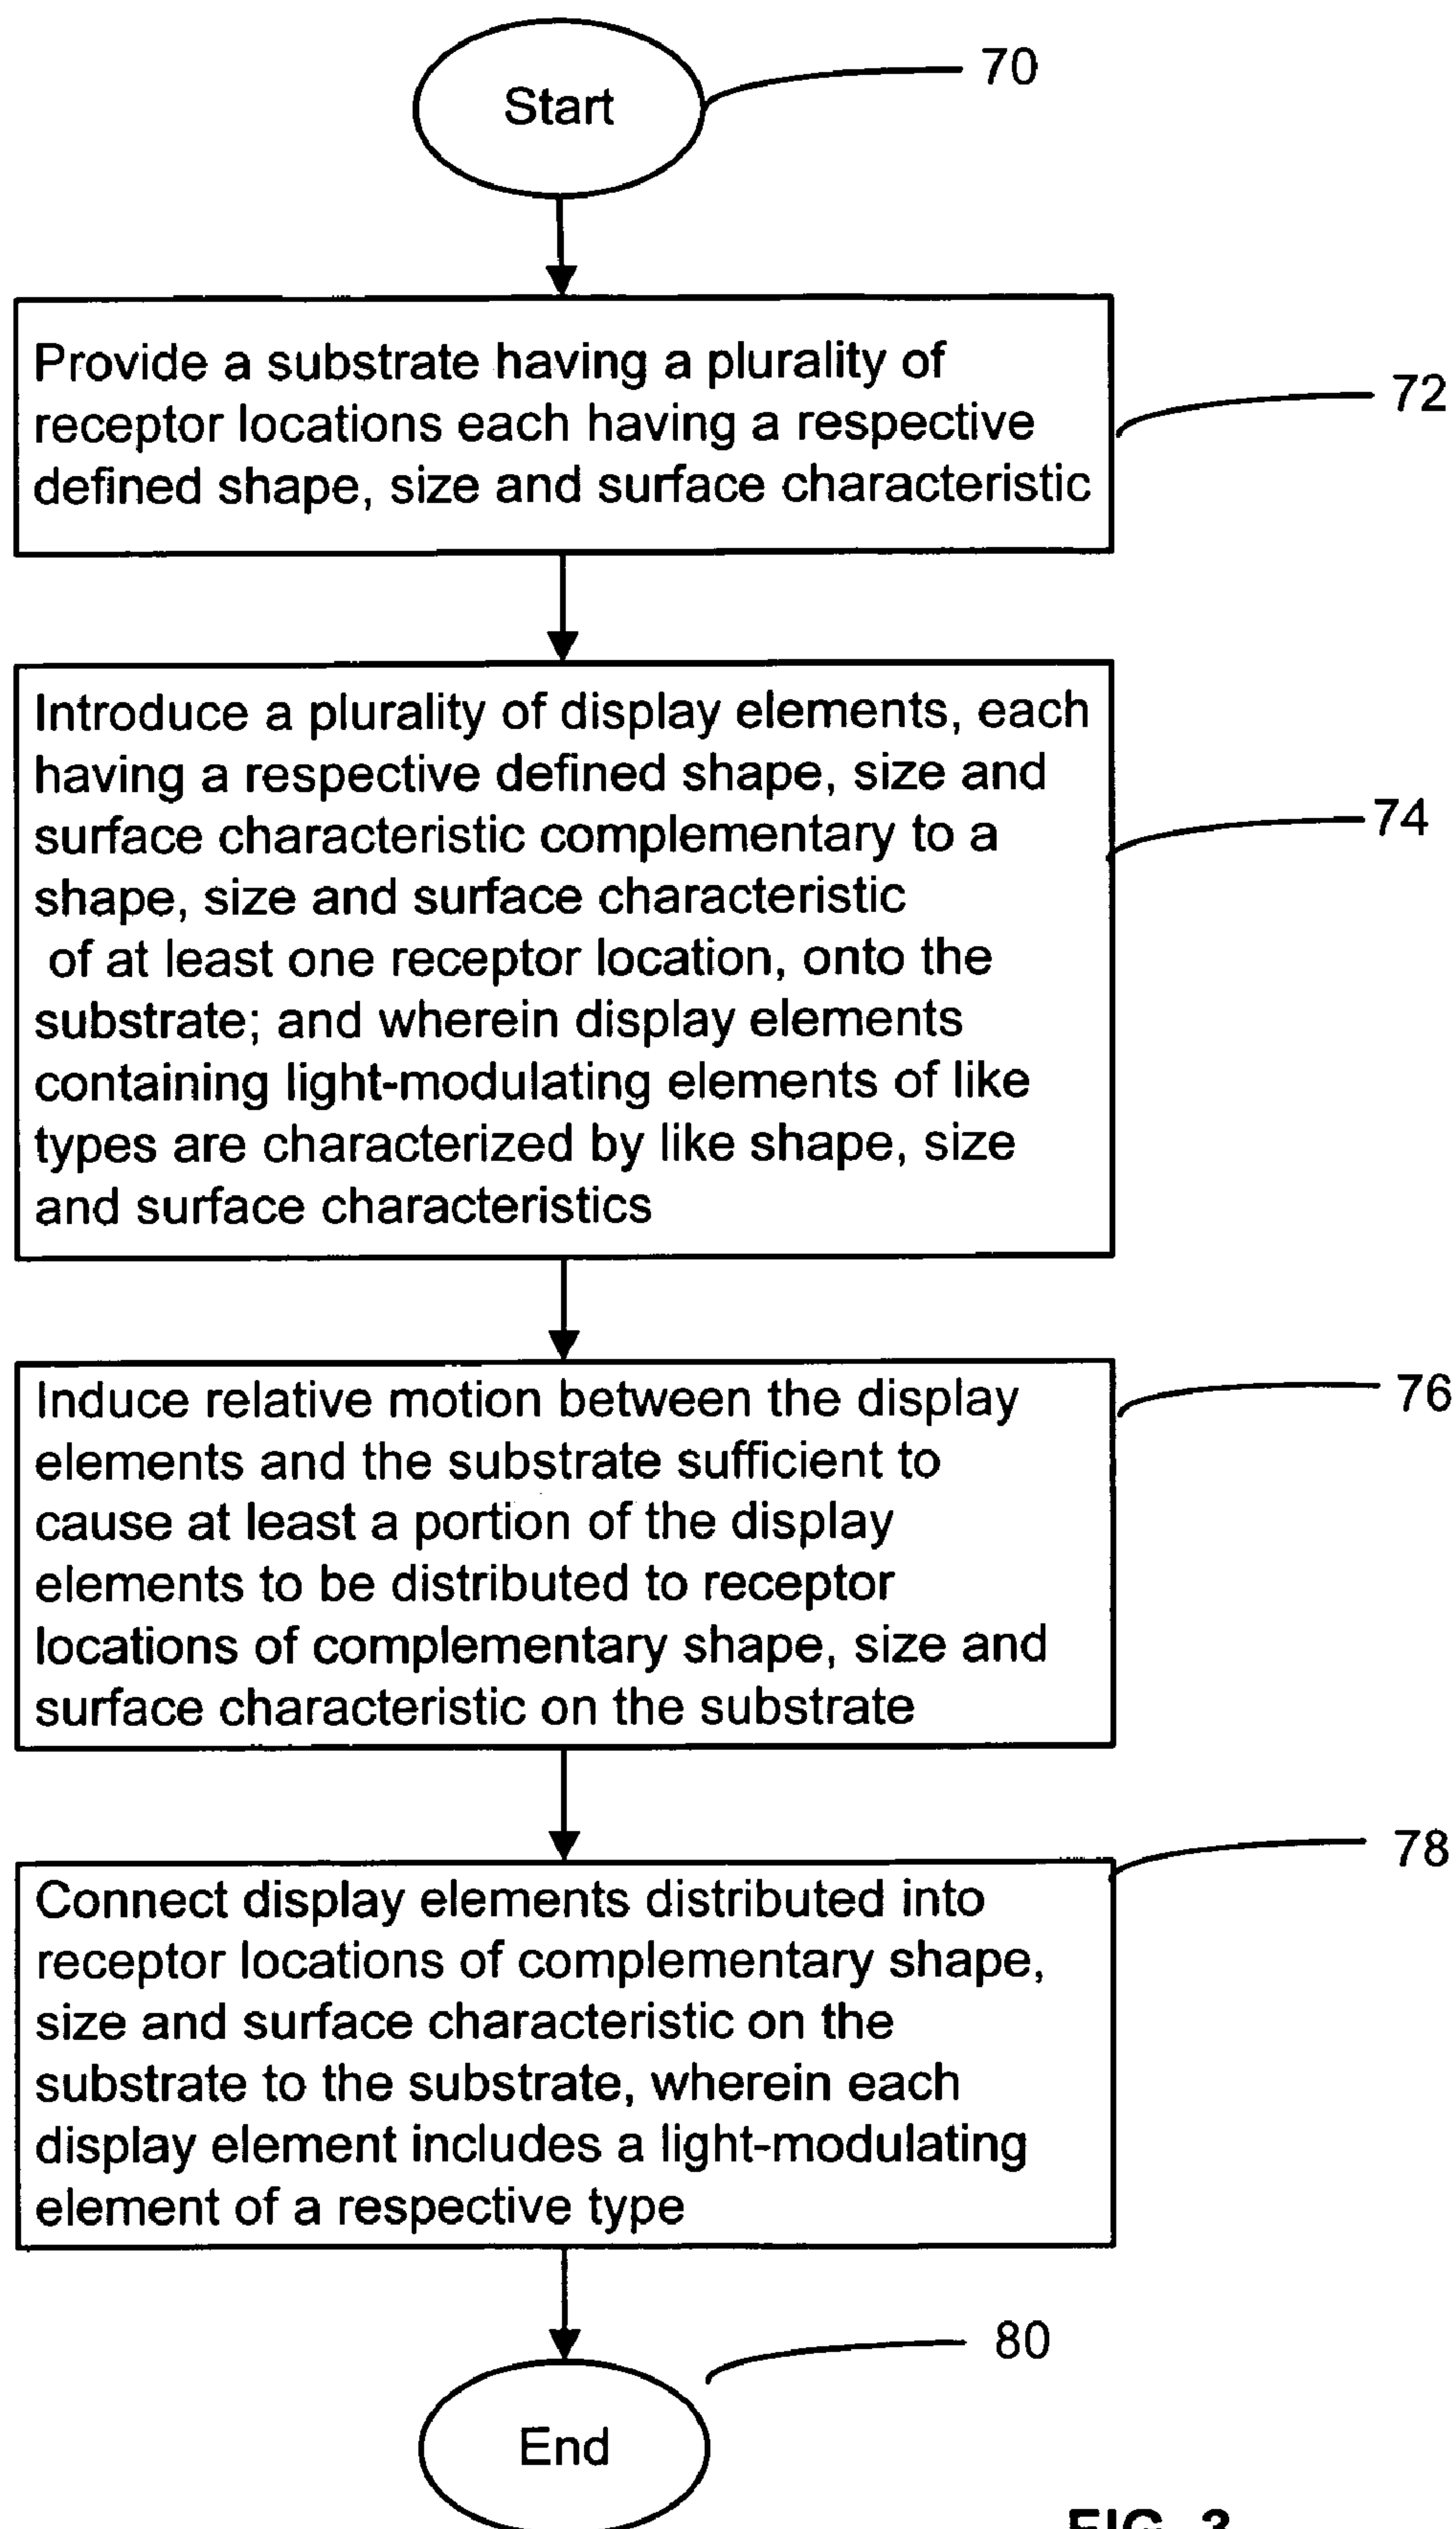 Start
70
Provide a substrate having a plurality of
receptor locations each having a respective
defined shape, size and surface characteristic
72
Introduce a plurality of display elements, each
having a respective defined shape, size and
surface characteristic complementary to a
shape, size and surface characteristic
of at least one receptor location, onto the
substrate; and wherein display elements
containing light-modulating elements of like
types are characterized by like shape, size
and surface characteristics
74
Induce relative motion between the display
elements and the substrate sufficient to
cause at least a portion of the display
elements to be distributed to receptor
locations of complementary shape, size and
surface characteristic on the substrate
76
Connect display elements distributed into
receptor locations of complementary shape,
size and surface characteristic on the
substrate to the substrate, wherein each
display element includes a light-modulating
element of a respective type
78
End
80
FIG. 3